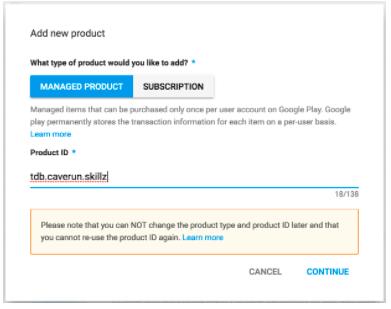 Add new product
What type of product would you like to add? *
MANAGED PRODUCT SUBSCRIPTION
Managed items that can be purchased only once per user account on Google Play. Google
play permanently stores the transaction information for each item on a per-user basis.
Learn more
Product ID *
tdb.caverun.skillz
18/138
Please note that you can NOT change the product type and product ID later and that
you cannot re-use the product ID again. Learn more
CANCEL CONTINUE